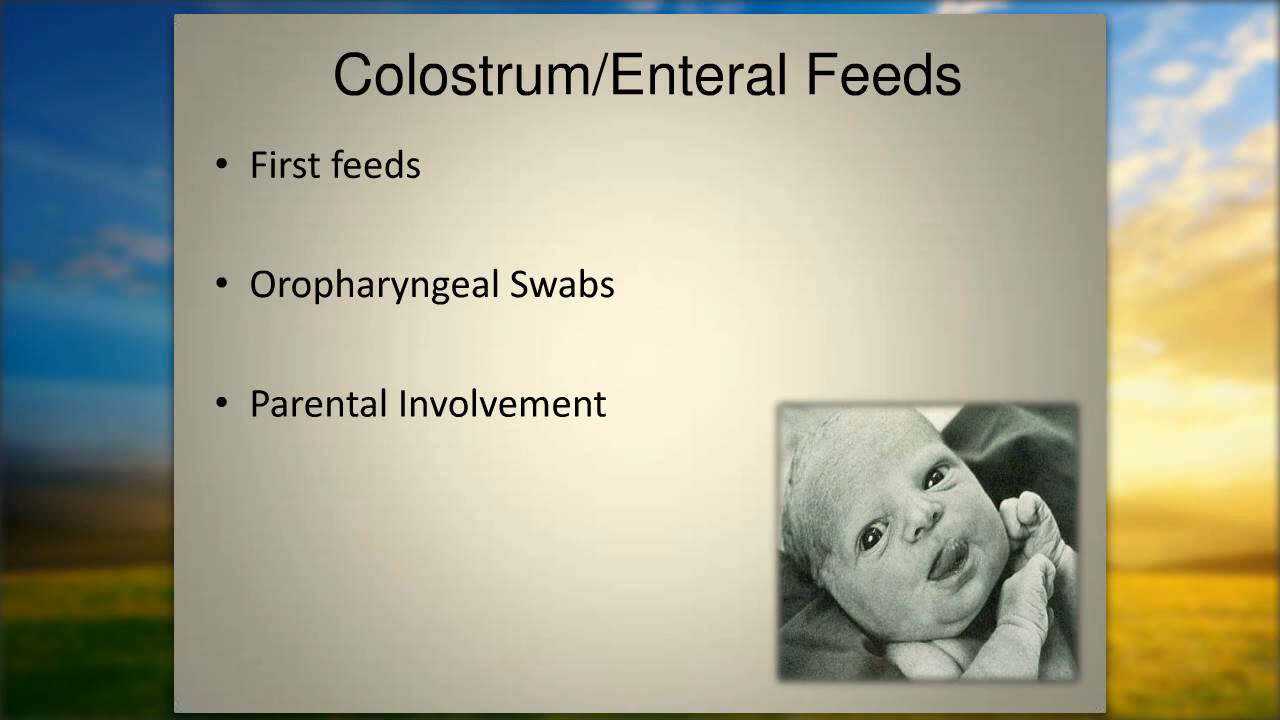 Colostrum/Enteral Feeds
• First feeds
• Oropharyngeal Swabs
• Parental Involvement